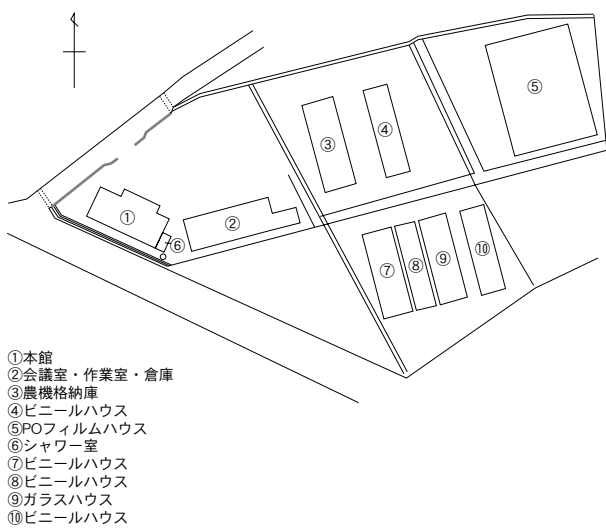 ③
④
⑤
①
②
⑥
⑦
⑧
⑨
⑩
①本館
②会議室・作業室・倉庫
③農機格納庫
④ビニールハウス
⑤POフィルムハウス
⑥シャワー室
⑦ビニールハウス
⑧ビニールハウス
⑨ガラスハウス
⑩ビニールハウス